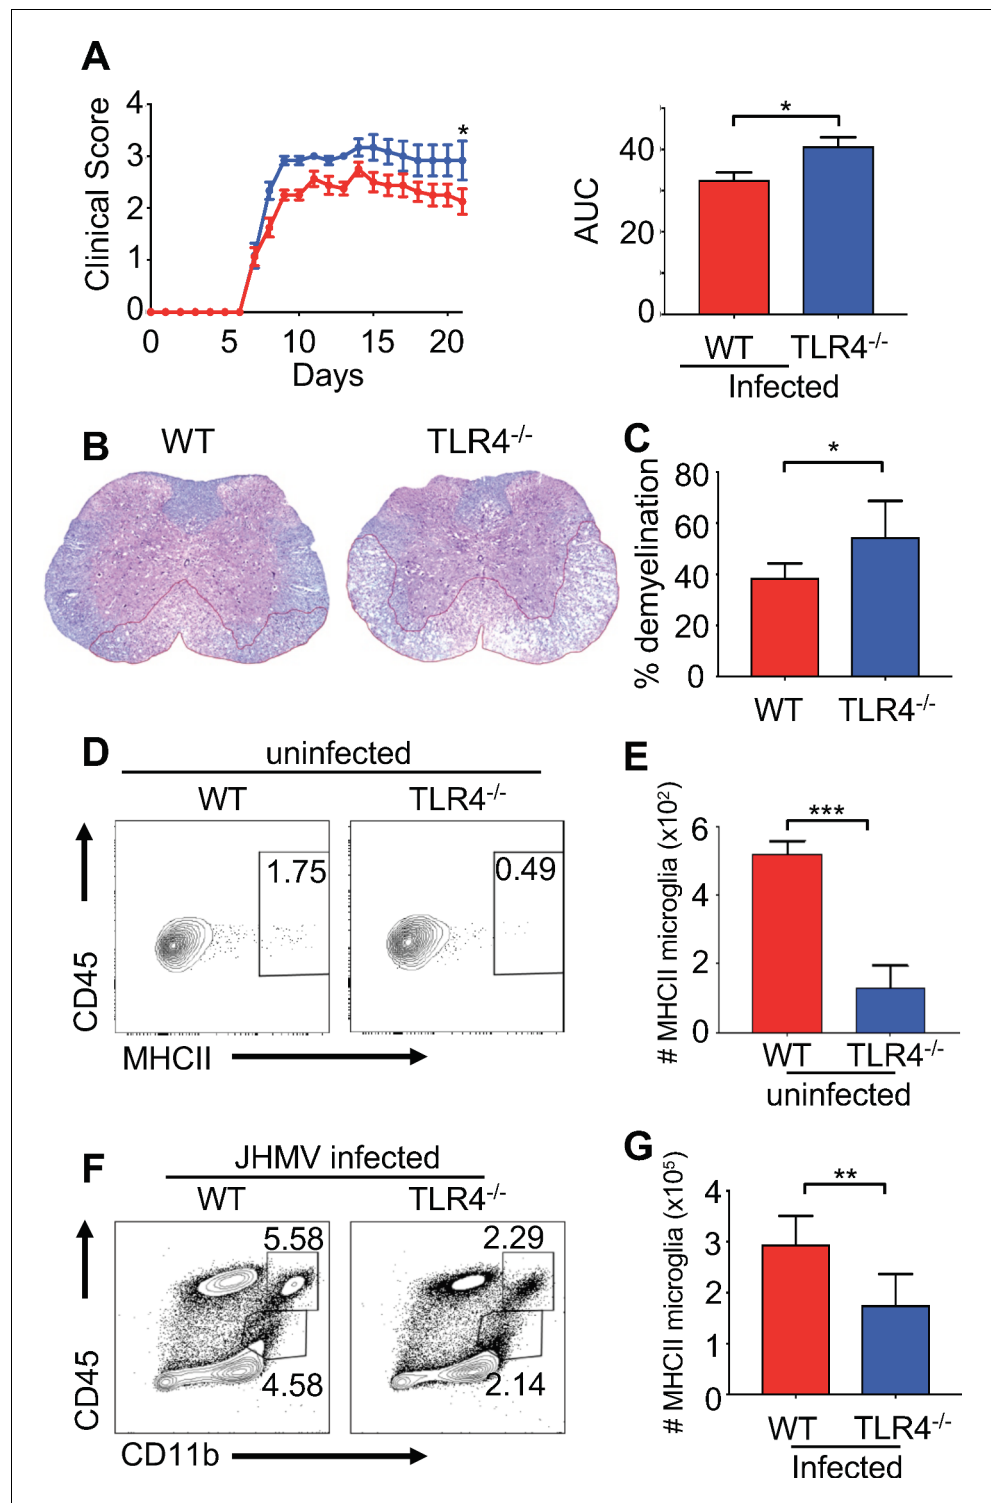 A
Clinical Score
4
3
2
1
0
*
0 5 10 15 20
Days
AUC
40
20
0
*
WT TLR4-/-
Infected
B
WT TLR4-/-
C
% demyelination
80
60
40
20
0
*
WT TLR4-/-
D
uninfected
WT TLR4-/-
1.75 0.49
CD45
MHCII
E
# MHCII microglia (x10²)
6
4
2
0
***
WT TLR4-/-
uninfected
F
JHMV infected
WT TLR4-/-
5.58 2.29
4.58 2.14
CD45
CD11b
G
# MHCII microglia (x10⁵)
4
3
2
1
0
**
WT TLR4-/-
Infected